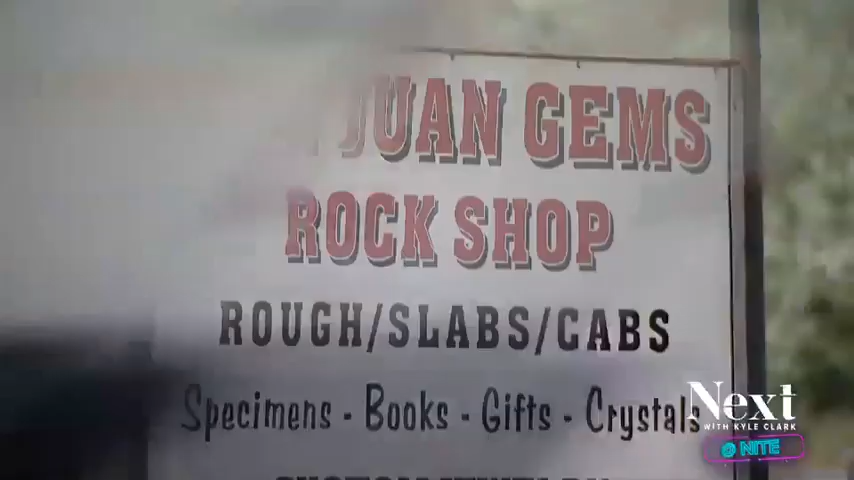 JUAN GEMS
ROCK SHOP
ROUGH/SLABS/CABS
Specimens - Books - Gifts - Crystals
Next
WITH KYLE CLARK
NITE